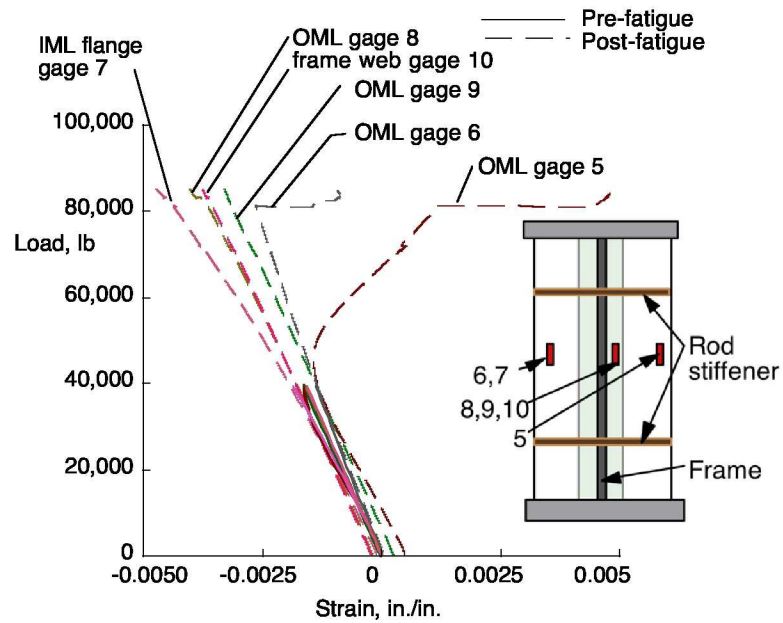 Pre-fatigue
Post-fatigue
IML flange
gage 7
OML gage 8
frame web gage 10
OML gage 9
OML gage 6
OML gage 5
100,000
80,000
Load, lb
60,000
40,000
20,000
0
-0.0050
-0.0025
0
0.0025
0.005
Strain, in./in.
6,7
8,9,10
5
Rod
stiffener
Frame